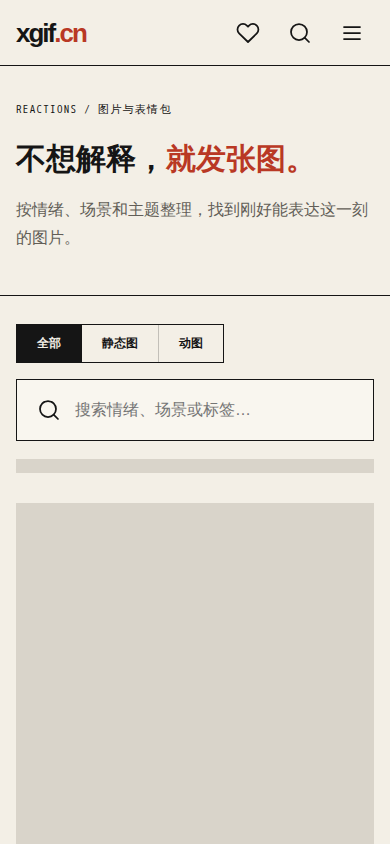 xgif.cn
REACTIONS / 图片与表情包
不想解释，就发张图。
按情绪、场景和主题整理，找到刚好能表达这一刻
的图片。
全部 静态图 动图
搜索情绪、场景或标签…